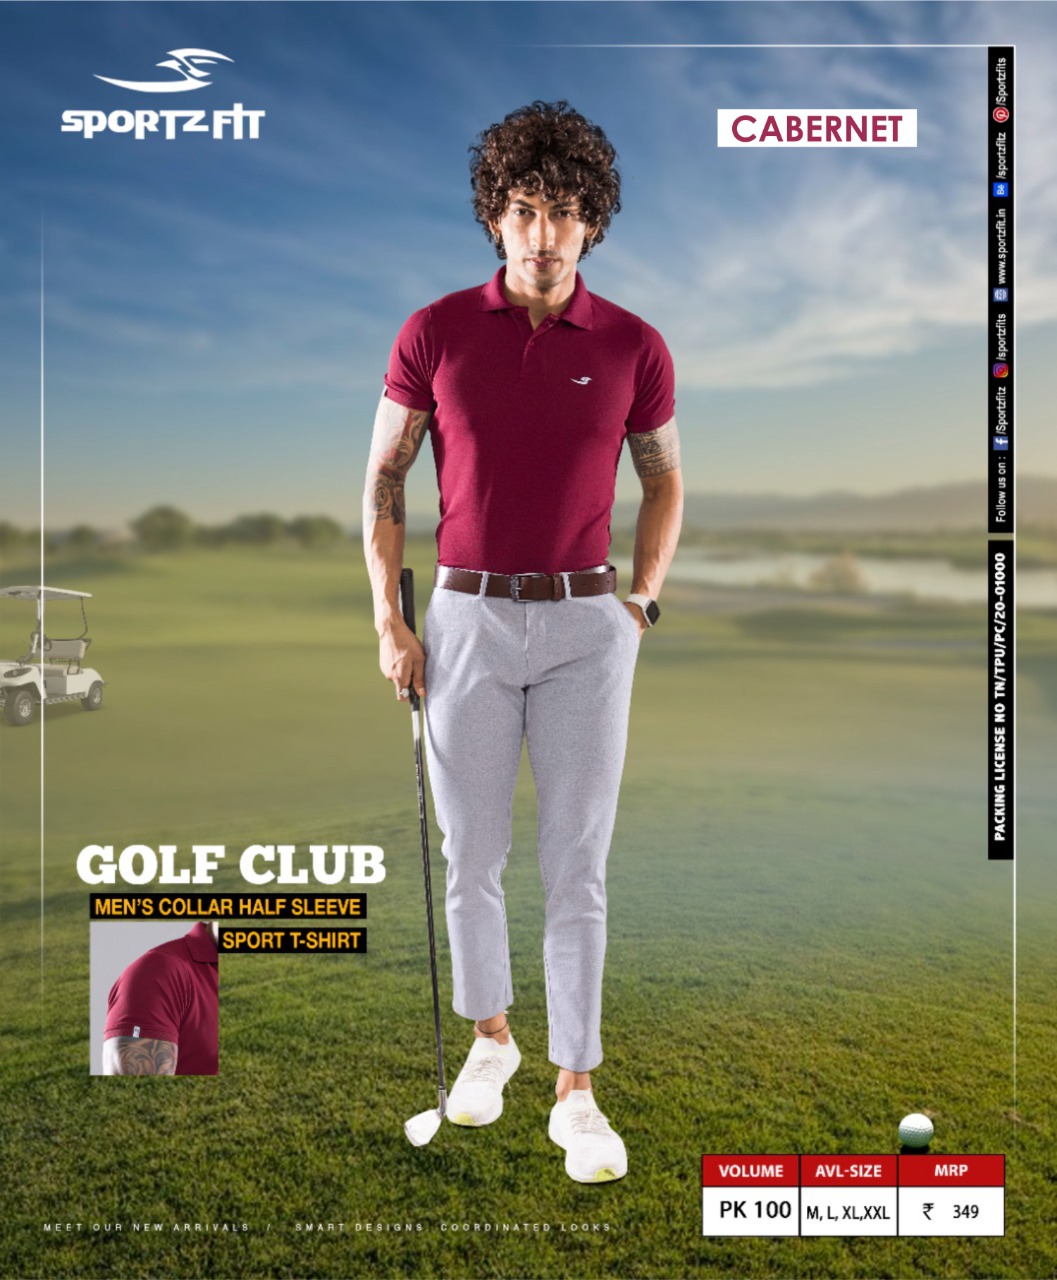 SPORTZFIT
CABERNET
Follow us on : /Sportzfitz /sportzfits www.sportzfit.in /sportzfitz /Sportzfits
PACKING LICENSE NO TN/TPU/PC/20-01000
GOLF CLUB
MEN'S COLLAR HALF SLEEVE
SPORT T-SHIRT
VOLUME AVL-SIZE MRP
PK 100 M, L, XL,XXL ₹ 349
MEET OUR NEW ARRIVALS / SMART DESIGNS COORDINATED LOOKS